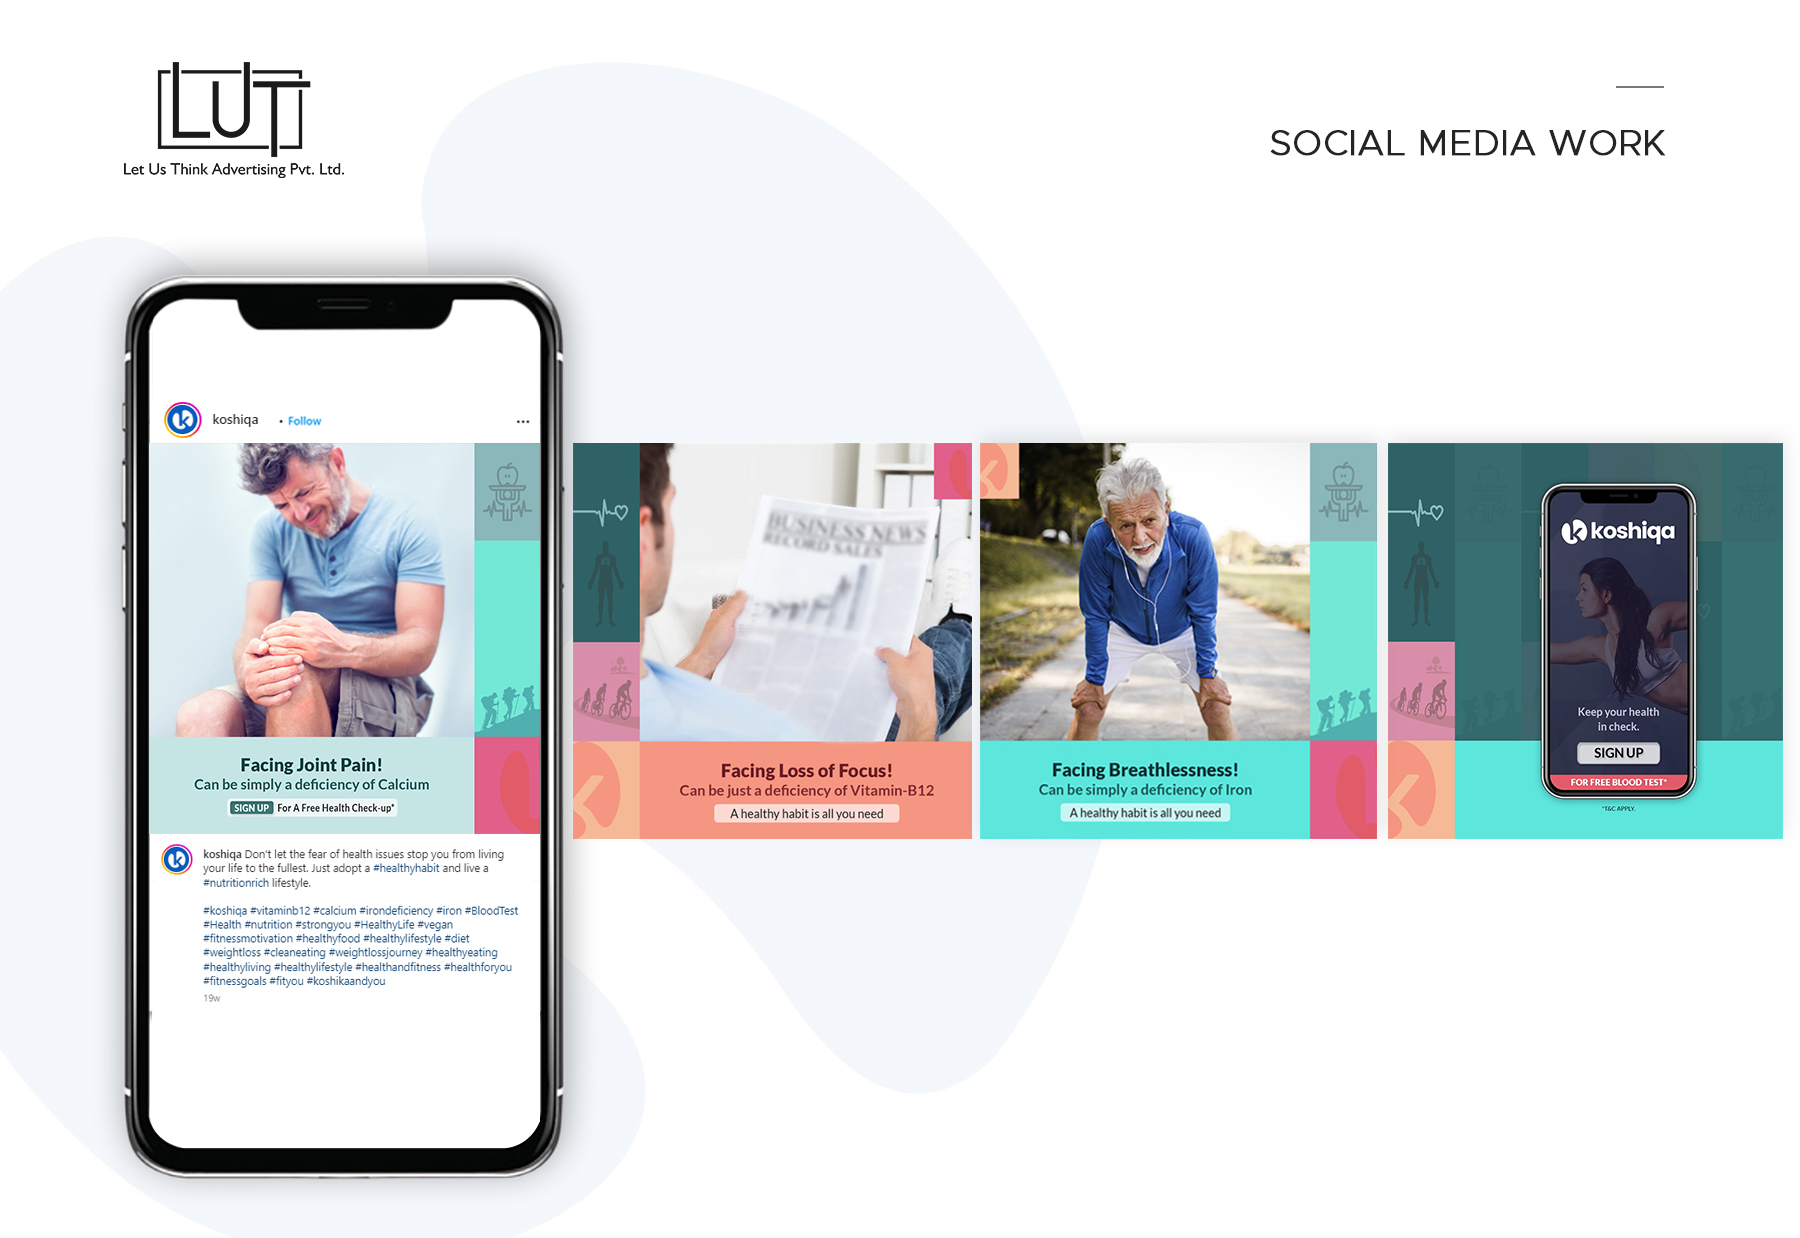 LUT
Let Us Think Advertising Pvt. Ltd.
SOCIAL MEDIA WORK
koshiqa • Follow
Facing Joint Pain!
Can be simply a deficiency of Calcium
SIGN UP For A Free Health Check-up*
koshiqa Don't let the fear of health issues stop you from living
your life to the fullest. Just adopt a #healthyhabit and live a
#nutritionrich lifestyle.
#koshiqa #vitaminb12 #calcium #irondeficiency #iron #BloodTest
#Health #nutrition #strongyou #HealthyLife #vegan
#fitnessmotivation #healthyfood #healthylifestyle #diet
#weightloss #cleaneating #weightlossjourney #healthyeating
#healthyliving #healthylifestyle #healthandfitness #healthforyou
#fitnessgoals #fityou #koshikaandyou
19w
BUSINESS NEWS
RECORD SALES
Facing Loss of Focus!
Can be just a deficiency of Vitamin-B12
A healthy habit is all you need
Facing Breathlessness!
Can be simply a deficiency of Iron
A healthy habit is all you need
koshiqa
Keep your health
in check.
SIGN UP
FOR FREE BLOOD TEST*
*T&C APPLY.